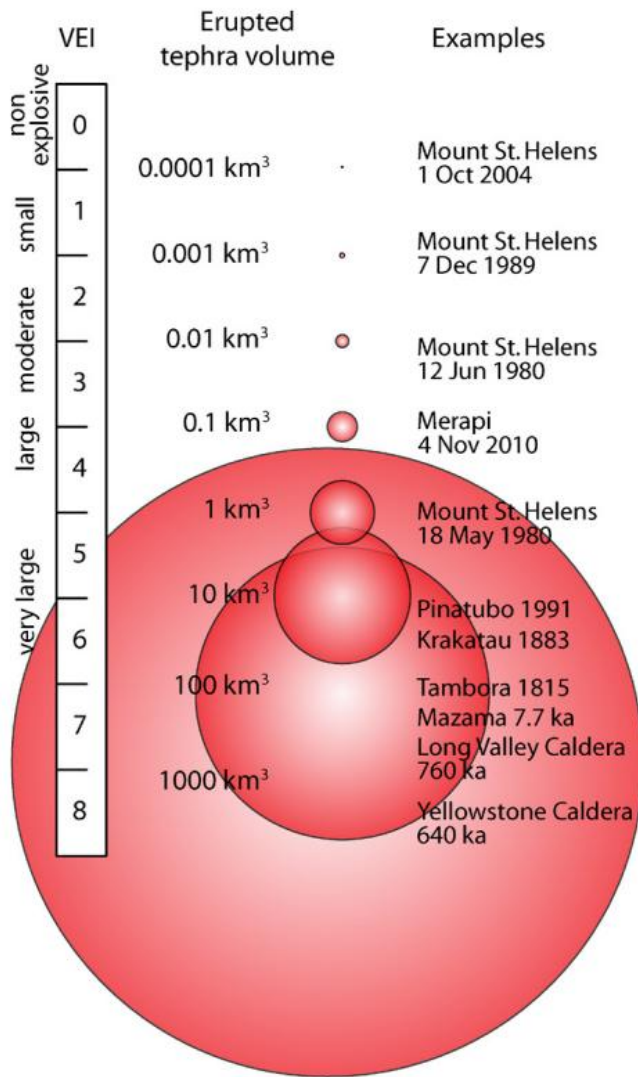 VEI
Erupted
tephra volume
Examples
non
explosive
small
moderate
large
very large
0
1
2
3
4
5
6
7
8
0.0001 km³
0.001 km³
0.01 km³
0.1 km³
1 km³
10 km³
100 km³
1000 km³
Mount St. Helens
1 Oct 2004
Mount St. Helens
7 Dec 1989
Mount St. Helens
12 Jun 1980
Merapi
4 Nov 2010
Mount St. Helens
18 May 1980
Pinatubo 1991
Krakatau 1883
Tambora 1815
Mazama 7.7 ka
Long Valley Caldera
760 ka
Yellowstone Caldera
640 ka